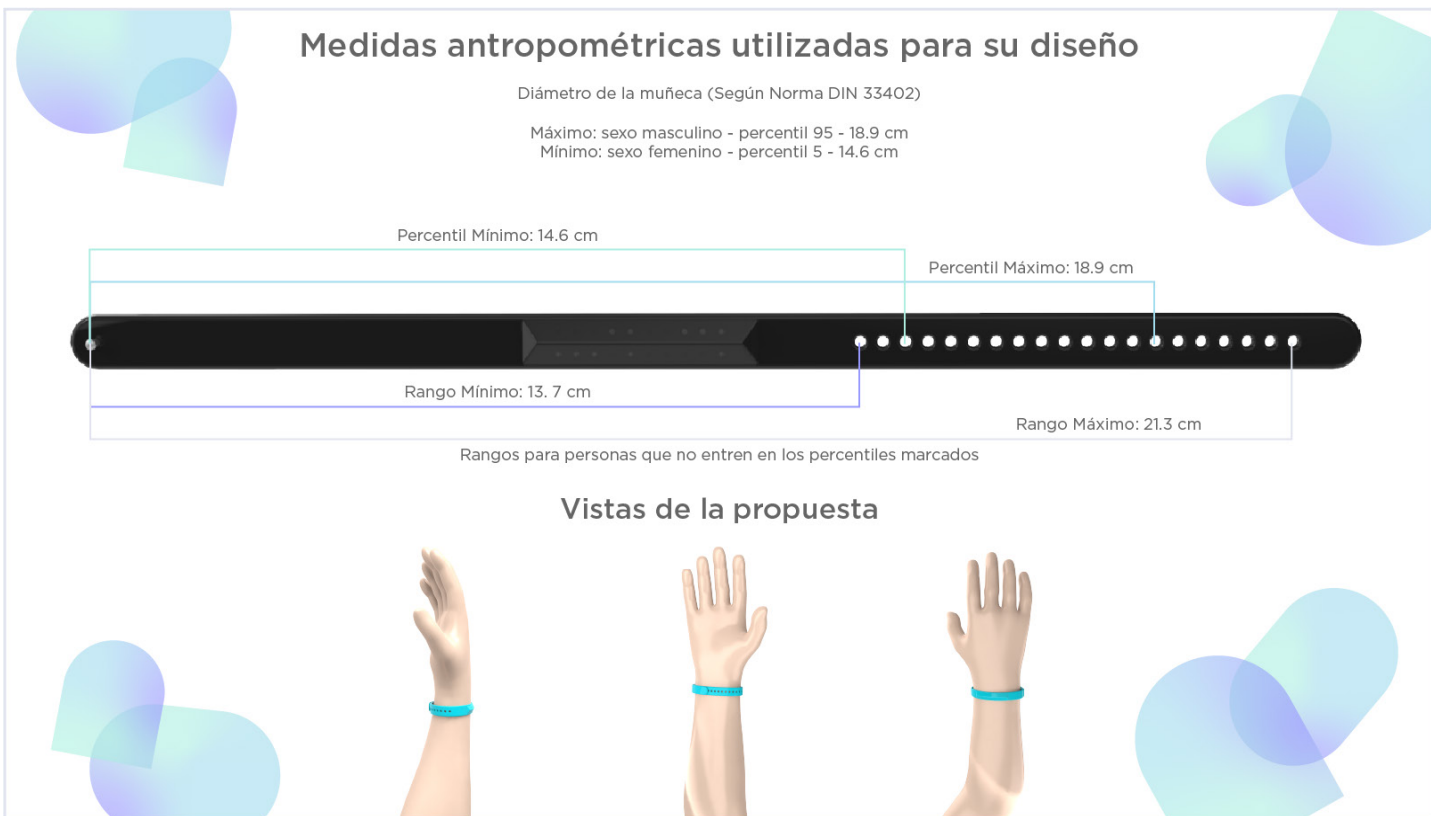 Medidas antropométricas utilizadas para su diseño
Diámetro de la muñeca (Según Norma DIN 33402)
Máximo: sexo masculino - percentil 95 - 18.9 cm
Mínimo: sexo femenino - percentil 5 - 14.6 cm
Percentil Mínimo: 14.6 cm
Percentil Máximo: 18.9 cm
Rango Mínimo: 13. 7 cm
Rango Máximo: 21.3 cm
Rangos para personas que no entren en los percentiles marcados
Vistas de la propuesta